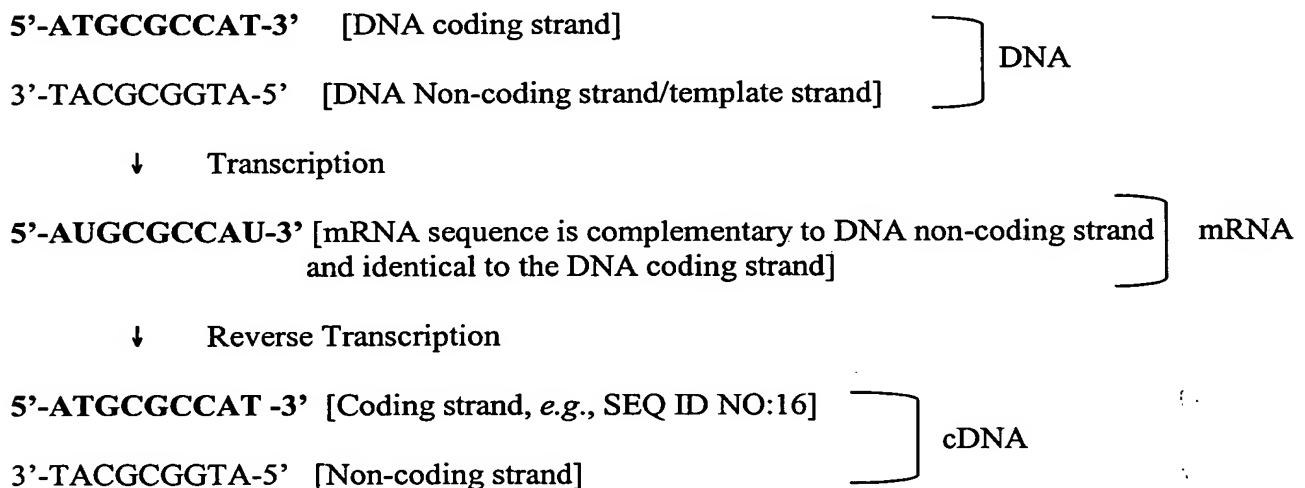 5’-ATGCGCCAT-3’ [DNA coding strand]
DNA
3’-TACGCGGTA-5’ [DNA Non-coding strand/template strand]
↓ Transcription
5’-AUGCGCCAU-3’ [mRNA sequence is complementary to DNA non-coding strand mRNA
and identical to the DNA coding strand]
↓ Reverse Transcription
5’-ATGCGCCAT -3’ [Coding strand, e.g., SEQ ID NO:16]
cDNA
3’-TACGCGGTA-5’ [Non-coding strand]